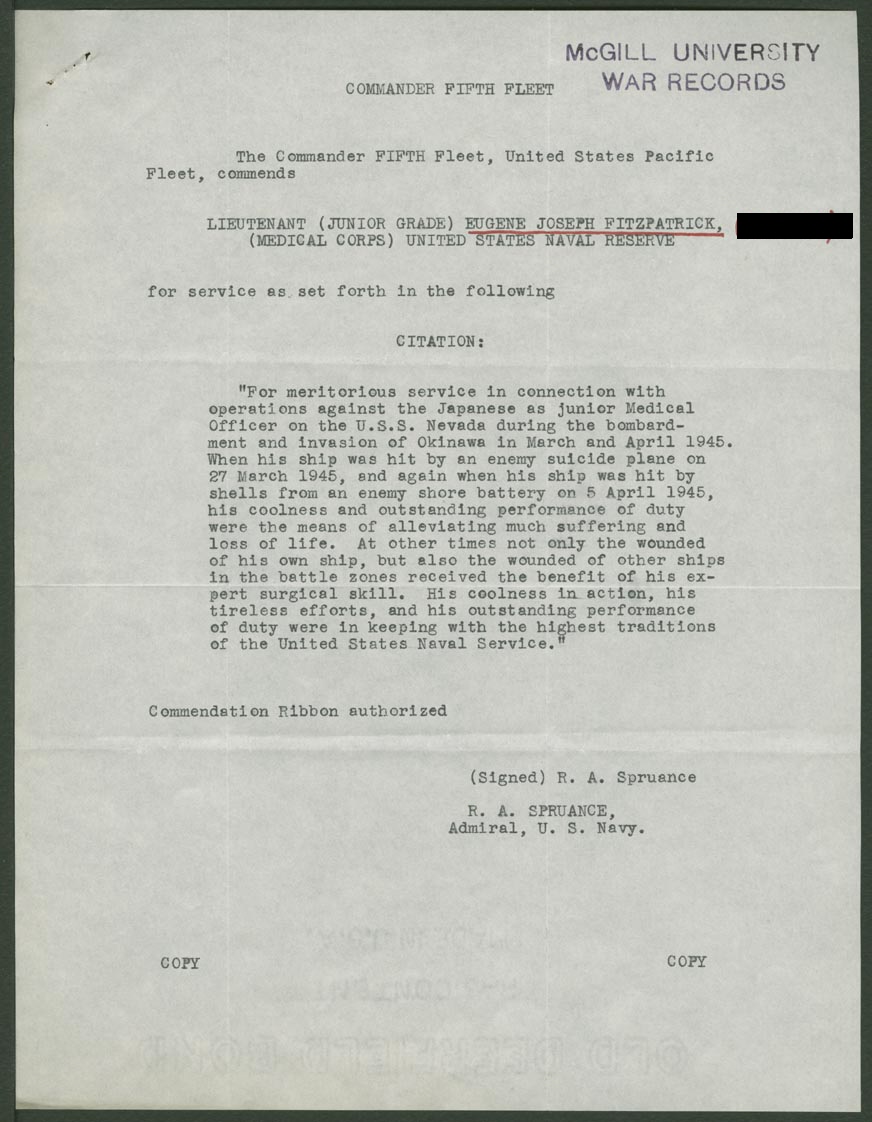 McGILL UNIVERSITY
WAR RECORDS
COMMANDER FIFTH FLEET
The Commander FIFTH Fleet, United States Pacific
Fleet, commends
LIEUTENANT (JUNIOR GRADE) EUGENE JOSEPH FITZPATRICK,
(MEDICAL CORPS) UNITED STATES NAVAL RESERVE
for service as set forth in the following
CITATION:
"For meritorious service in connection with
operations against the Japanese as junior Medical
Officer on the U.S.S. Nevada during the bombard-
ment and invasion of Okinawa in March and April 1945.
When his ship was hit by an enemy suicide plane on
27 March 1945, and again when his ship was hit by
shells from an enemy shore battery on 5 April 1945,
his coolness and outstanding performance of duty
were the means of alleviating much suffering and
loss of life. At other times not only the wounded
of his own ship, but also the wounded of other ships
in the battle zones received the benefit of his ex-
pert surgical skill. His coolness in action, his
tireless efforts, and his outstanding performance
of duty were in keeping with the highest traditions
of the United States Naval Service."
Commendation Ribbon authorized
(Signed) R. A. Spruance
R. A. SPRUANCE,
Admiral, U. S. Navy.
MADE IN U.S.A.
CONTENT
OLD DEERFIELD BOND
COPY COPY